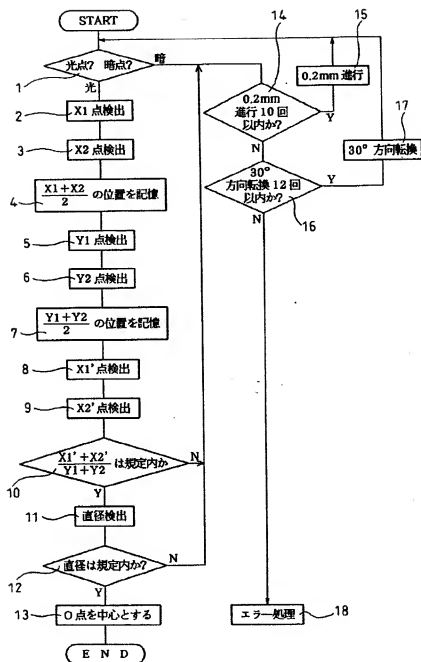 START
光点? 暗点?
暗
1
光
2
X1 点検出
3
X2 点検出
4
X1+X2
2
の位置を記憶
5
Y1 点検出
6
Y2 点検出
7
Y1+Y2
2
の位置を記憶
8
X1' 点検出
9
X2' 点検出
10
X1'+X2'
Y1+Y2
は規定内か
N
Y
11
直径検出
12
直径は規定内か?
N
Y
13
O 点を中心とする
E N D
14
0.2mm
進行 10 回
以内か?
Y
N
15
0.2mm 進行
16
30°
方向転換 12 回
以内か?
Y
N
17
30° 方向転換
エラー処理
18